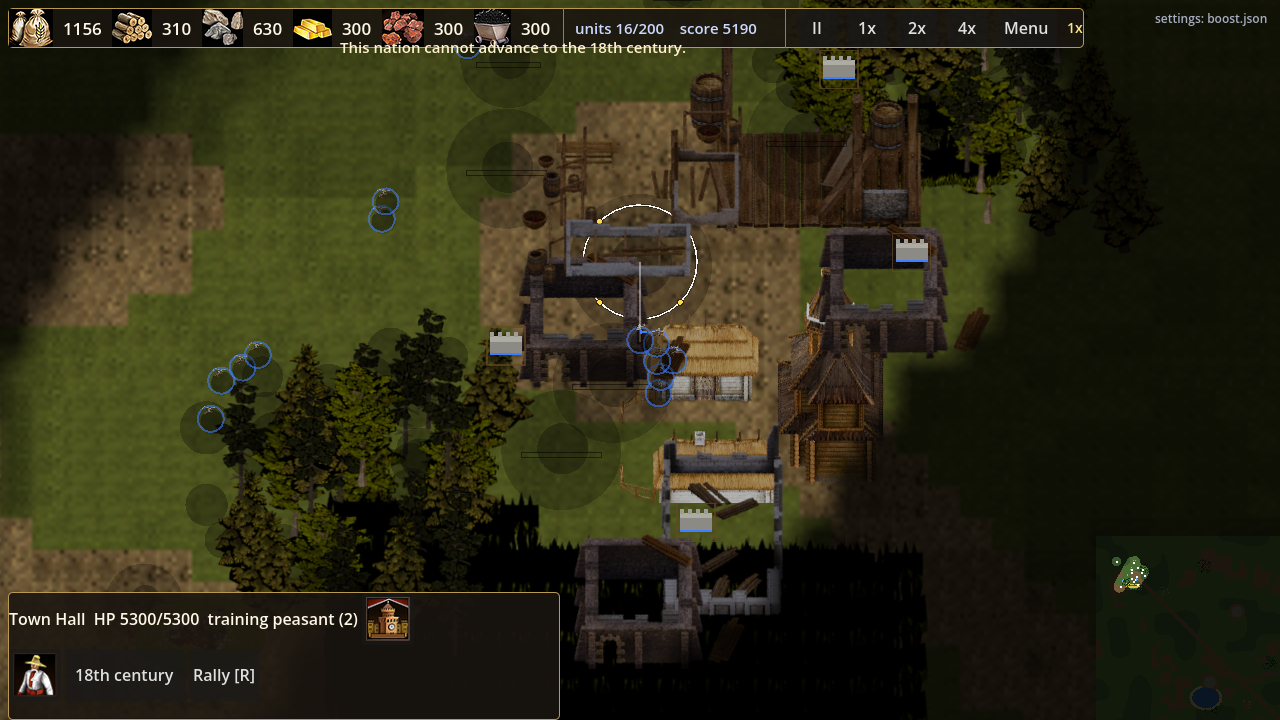 1156 310 630 300 300 300 units 16/200 score 5190 II 1x 2x 4x Menu 1x
settings: boost.json
This nation cannot advance to the 18th century.
Town Hall HP 5300/5300 training peasant (2)
18th century Rally [R]